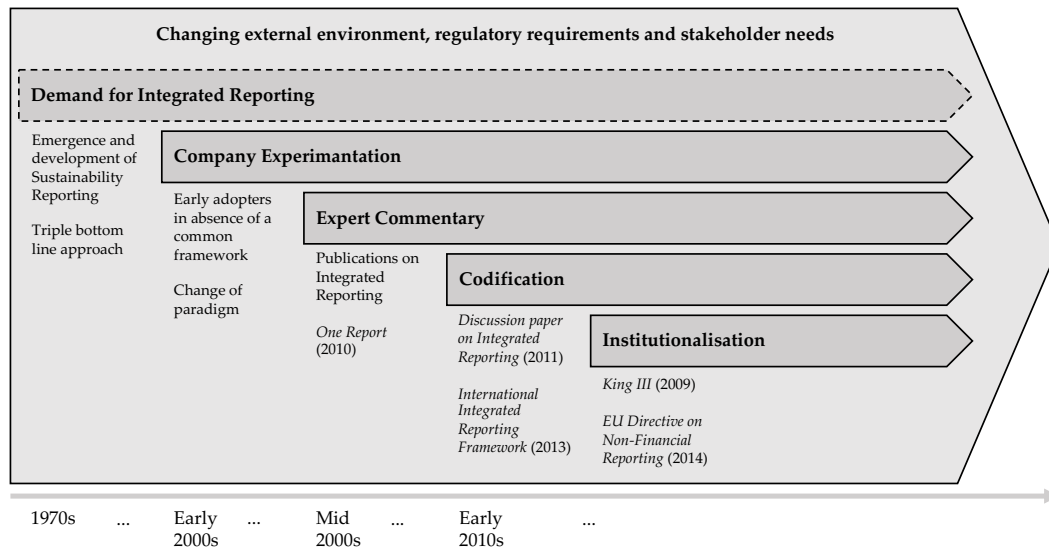 Changing external environment, regulatory requirements and stakeholder needs
Demand for Integrated Reporting
Emergence and
development of
Sustainability
Reporting
Triple bottom
line approach
Company Experimantation
Early adopters
in absence of a
common
framework
Change of
paradigm
Expert Commentary
Publications on
Integrated
Reporting
One Report
(2010)
Codification
Discussion paper
on Integrated
Reporting (2011)
International
Integrated
Reporting
Framework (2013)
Institutionalisation
King III (2009)
EU Directive on
Non-Financial
Reporting (2014)
1970s ... Early ... Mid ... Early ...
2000s 2000s 2010s